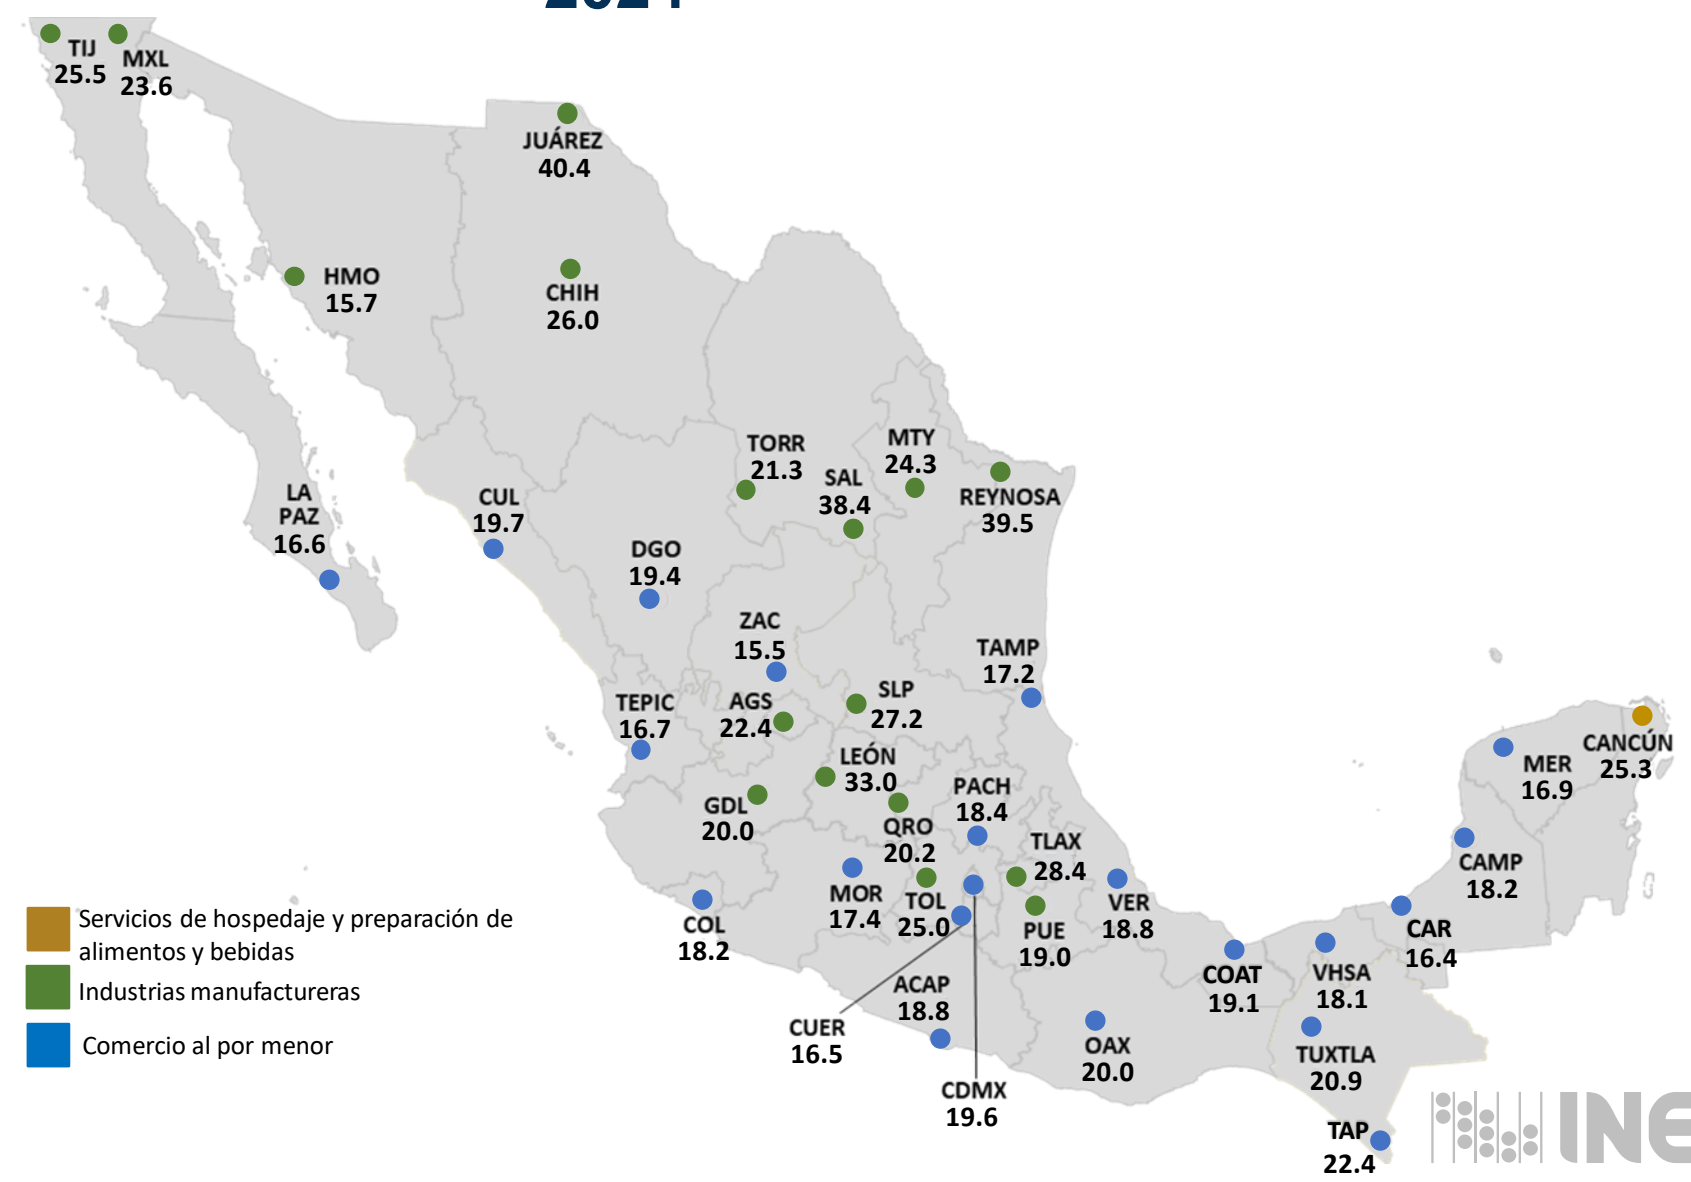 TIJ
25.5
MXL
23.6
JUÁREZ
40.4
HMO
15.7
CHIH
26.0
TORR
21.3
MTY
24.3
SAL
38.4
REYNOSA
39.5
LA
PAZ
16.6
CUL
19.7
DGO
19.4
ZAC
15.5
TAMP
17.2
TEPIC
16.7
AGS
22.4
SLP
27.2
LEÓN
33.0
GDL
20.0
QRO
20.2
PACH
18.4
TLAX
28.4
CANCÚN
25.3
MER
16.9
CAMP
18.2
MOR
17.4
TOL
25.0
COL
18.2
PUE
19.0
VER
18.8
CAR
16.4
COAT
19.1
VHSA
18.1
ACAP
18.8
CUER
16.5
OAX
20.0
TUXTLA
20.9
CDMX
19.6
TAP
22.4
Servicios de hospedaje y preparación de
alimentos y bebidas
Industrias manufactureras
Comercio al por menor
INE